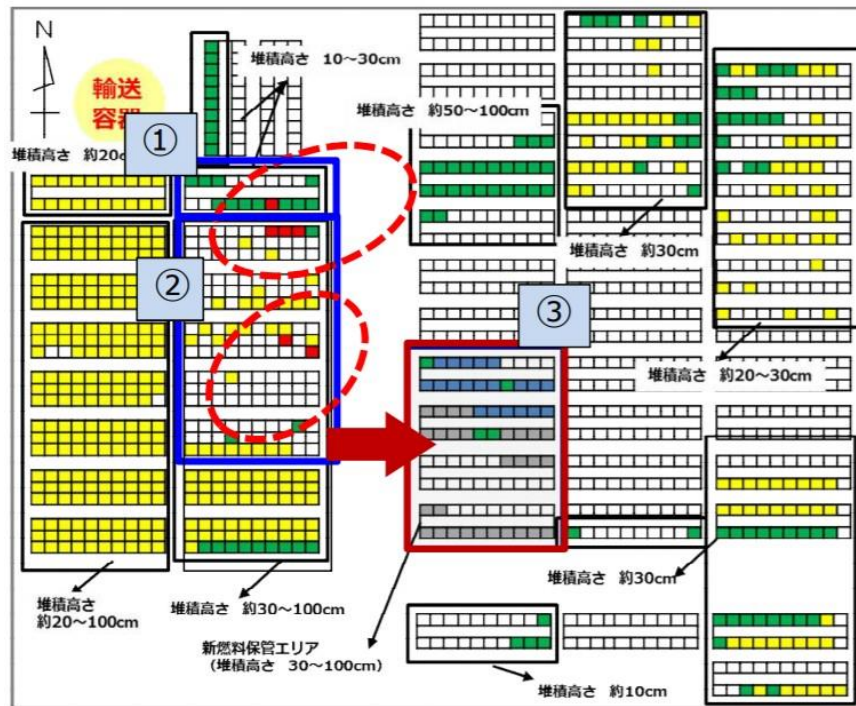 N
輸送
容器
堆積高さ 約20c
①
堆積高さ 10～30cm
堆積高さ 約50～100cm
堆積高さ 約30cm
②
③
堆積高さ 約20～30cm
堆積高さ 約30cm
堆積高さ
約20～100cm
堆積高さ 約30～100cm
新燃料保管エリア
（堆積高さ 30～100cm）
堆積高さ 約10cm